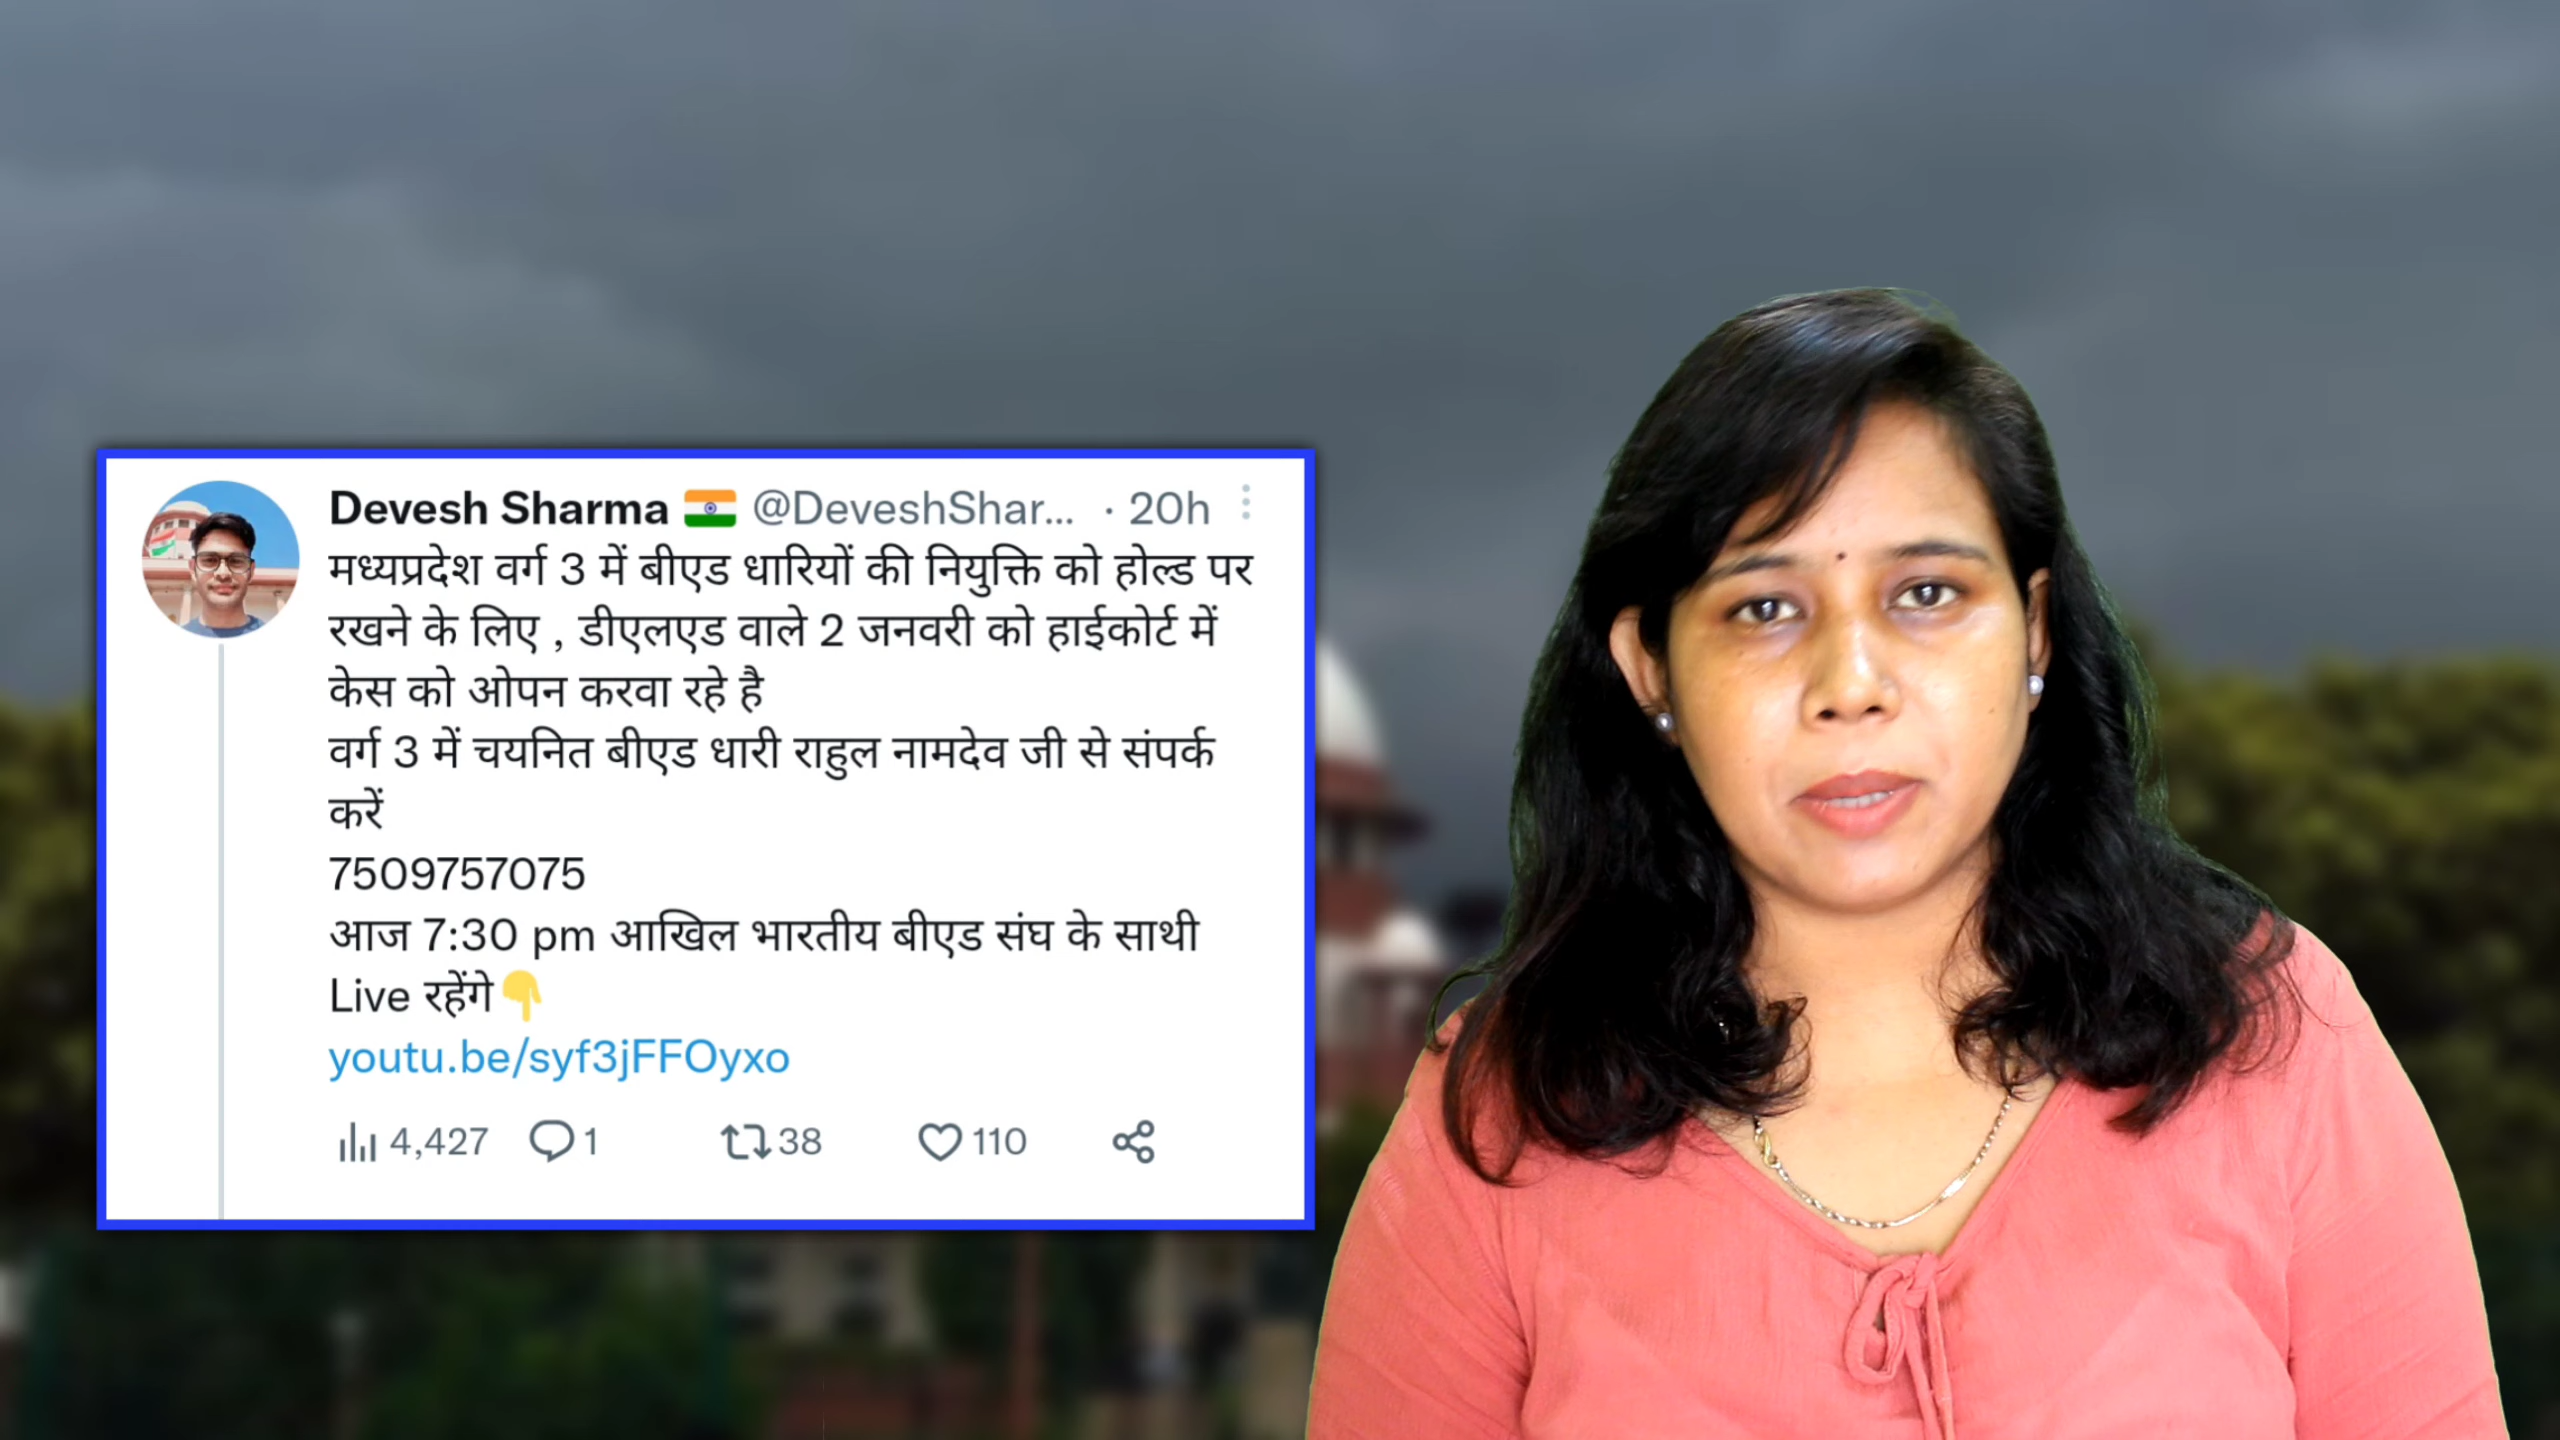 Devesh Sharma 🇮🇳 @DeveshShar... · 20h
मध्यप्रदेश वर्ग 3 में बीएड धारियों की नियुक्ति को होल्ड पर
रखने के लिए , डीएलएड वाले 2 जनवरी को हाईकोर्ट में
केस को ओपन करवा रहे है
वर्ग 3 में चयनित बीएड धारी राहुल नामदेव जी से संपर्क
करें
7509757075
आज 7:30 pm आखिल भारतीय बीएड संघ के साथी
Live रहेंगे👇
youtu.be/syf3jFFOyxo
4,427 1 38 110